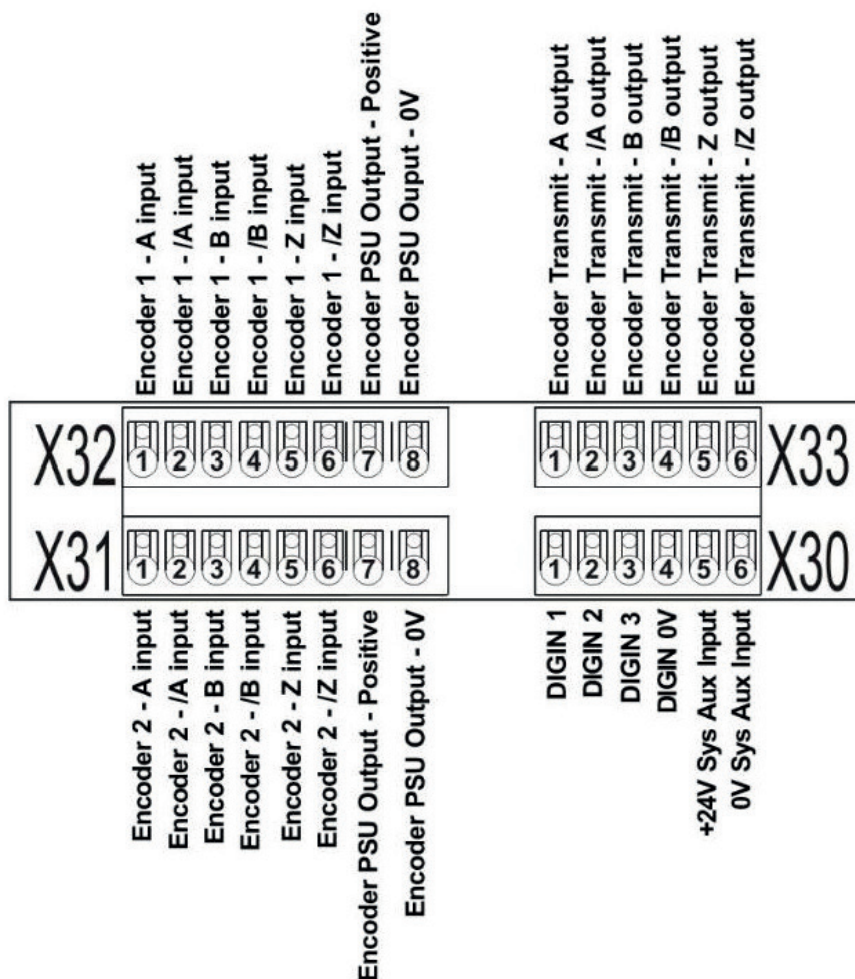 Encoder 1 - A input
Encoder 1 - /A input
Encoder 1 - B input
Encoder 1 - /B input
Encoder 1 - Z input
Encoder 1 - /Z input
Encoder PSU Output - Positive
Encoder PSU Ouput - 0V
Encoder Transmit - A output
Encoder Transmit - /A output
Encoder Transmit - B output
Encoder Transmit - /B output
Encoder Transmit - Z output
Encoder Transmit - /Z output
X32 1 2 3 4 5 6 7 8
1 2 3 4 5 6 X33
X31 1 2 3 4 5 6 7 8
1 2 3 4 5 6 X30
Encoder 2 - A input
Encoder 2 - /A input
Encoder 2 - B input
Encoder 2 - /B input
Encoder 2 - Z input
Encoder 2 - /Z input
Encoder PSU Output - Positive
Encoder PSU Output - 0V
DIGIN 1
DIGIN 2
DIGIN 3
DIGIN 0V
+24V Sys Aux Input
0V Sys Aux Input